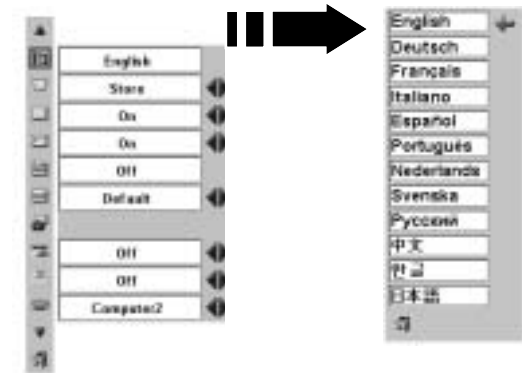 English
Store
On
On
Off
Default
Off
Off
Computer2
English
Deutsch
Français
Italiano
Español
Português
Nederlands
Svenska
Русский
中文
한글
日本語